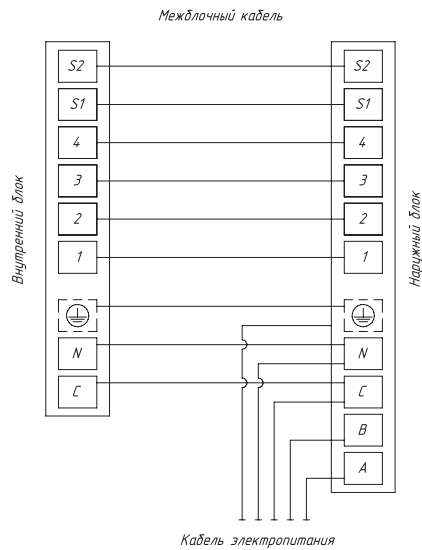 Межблочный кабель
S2 S2
S1 S1
4 4
3 3
2 2
1 1
Внутренний блок
Наружный блок
N N
C C
B
A
Кабель электропитания